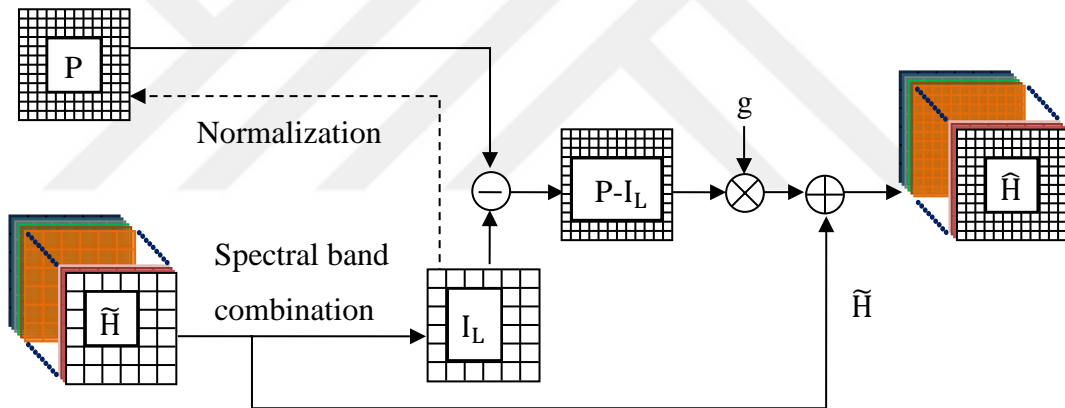 P
Normalization
g
P-I_L
Ĥ
Spectral band
combination
H̃
I_L
H̃